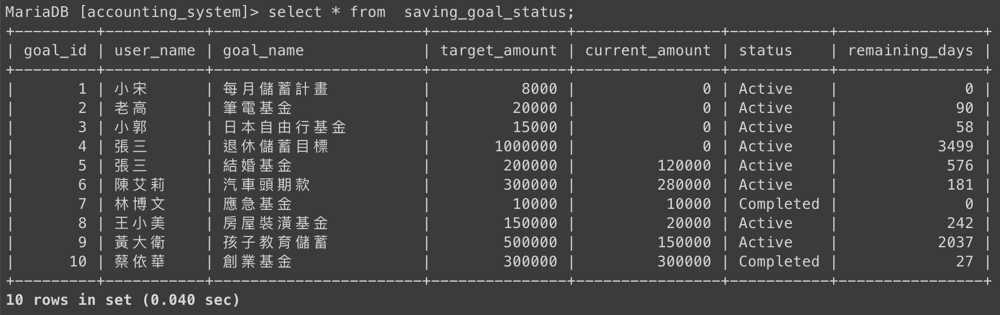 MariaDB [accounting_system]> select * from  saving_goal_status;
+---------+-----------+-----------------------+---------------+----------------+-----------+----------------+
| goal_id | user_name | goal_name             | target_amount | current_amount | status    | remaining_days |
+---------+-----------+-----------------------+---------------+----------------+-----------+----------------+
|       1 | 小宋      | 每月儲蓄計畫          |          8000 |              0 | Active    |              0 |
|       2 | 老高      | 筆電基金              |         20000 |              0 | Active    |             90 |
|       3 | 小郭      | 日本自由行基金        |         15000 |              0 | Active    |             58 |
|       4 | 張三      | 退休儲蓄目標          |       1000000 |              0 | Active    |           3499 |
|       5 | 張三      | 結婚基金              |        200000 |         120000 | Active    |            576 |
|       6 | 陳艾莉    | 汽車頭期款            |        300000 |         280000 | Active    |            181 |
|       7 | 林博文    | 應急基金              |         10000 |          10000 | Completed |              0 |
|       8 | 王小美    | 房屋裝潢基金          |        150000 |          20000 | Active    |            242 |
|       9 | 黃大衛    | 孩子教育儲蓄          |        500000 |         150000 | Active    |           2037 |
|      10 | 蔡依華    | 創業基金              |        300000 |         300000 | Completed |             27 |
+---------+-----------+-----------------------+---------------+----------------+-----------+----------------+
10 rows in set (0.040 sec)